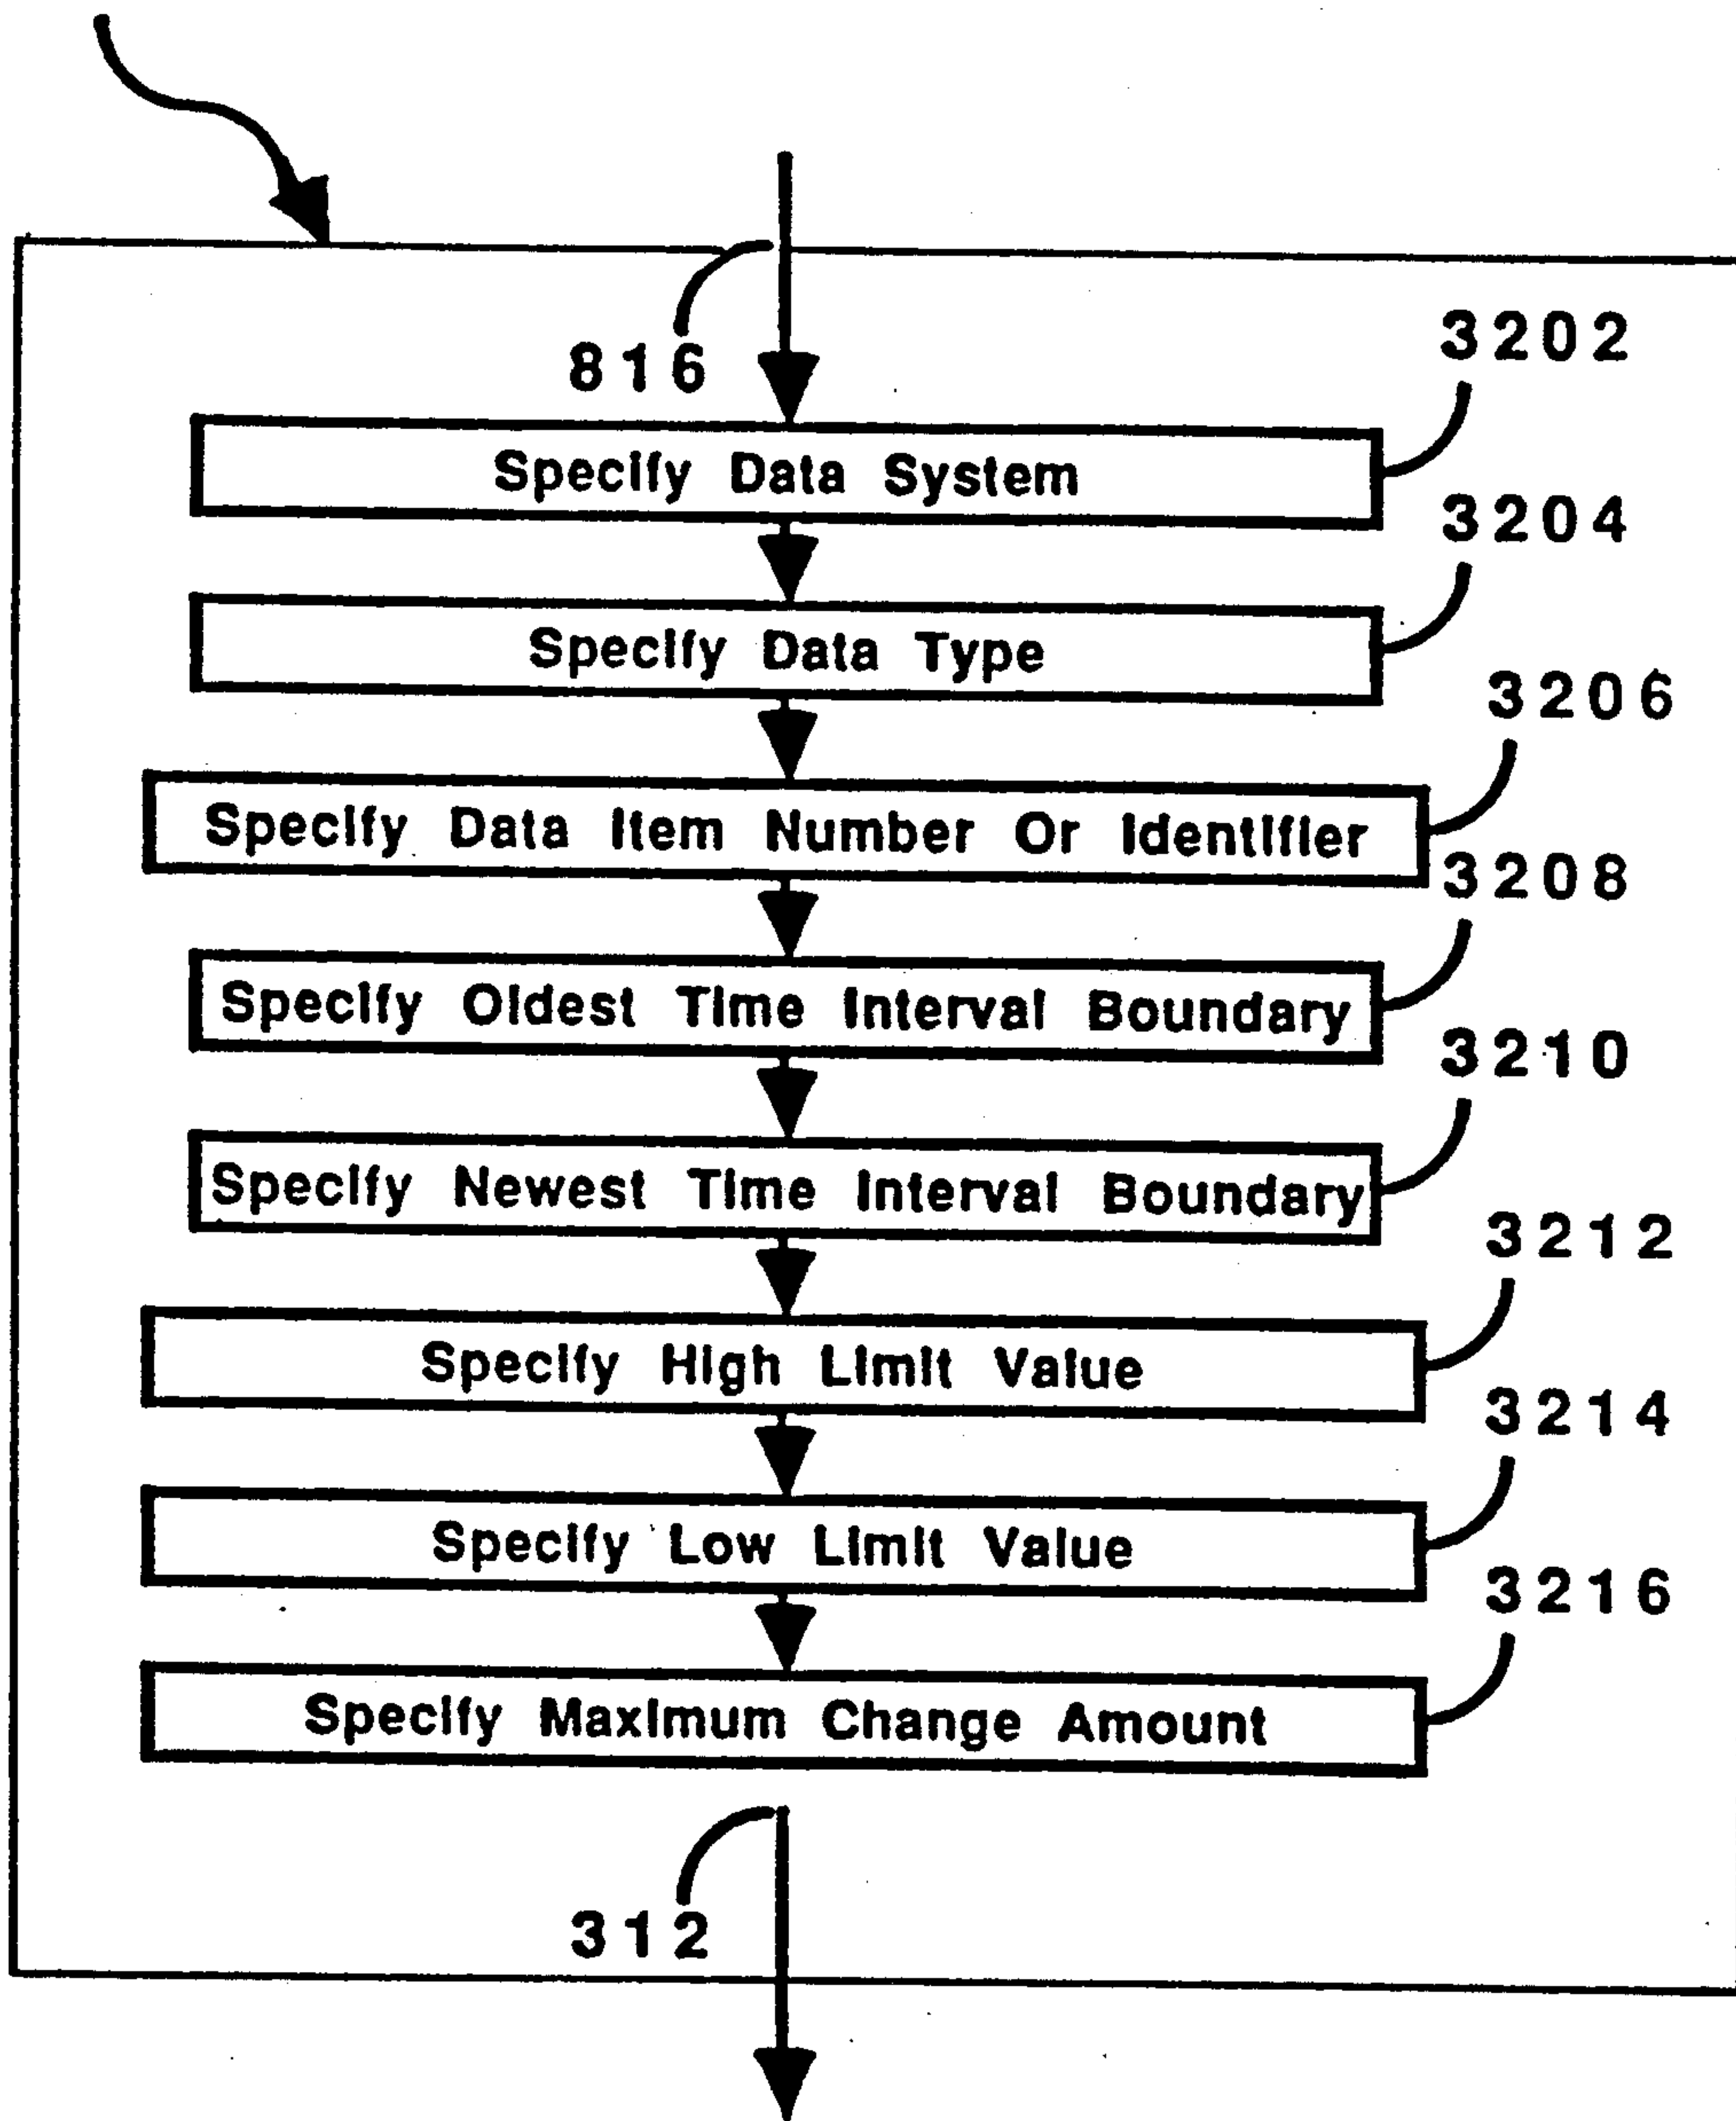 816
3202
Specify Data System
3204
Specify Data Type
3206
Specify Data Item Number Or Identifier
3208
Specify Oldest Time Interval Boundary
3210
Specify Newest Time Interval Boundary
3212
Specify High Limit Value
3214
Specify Low Limit Value
3216
Specify Maximum Change Amount
312